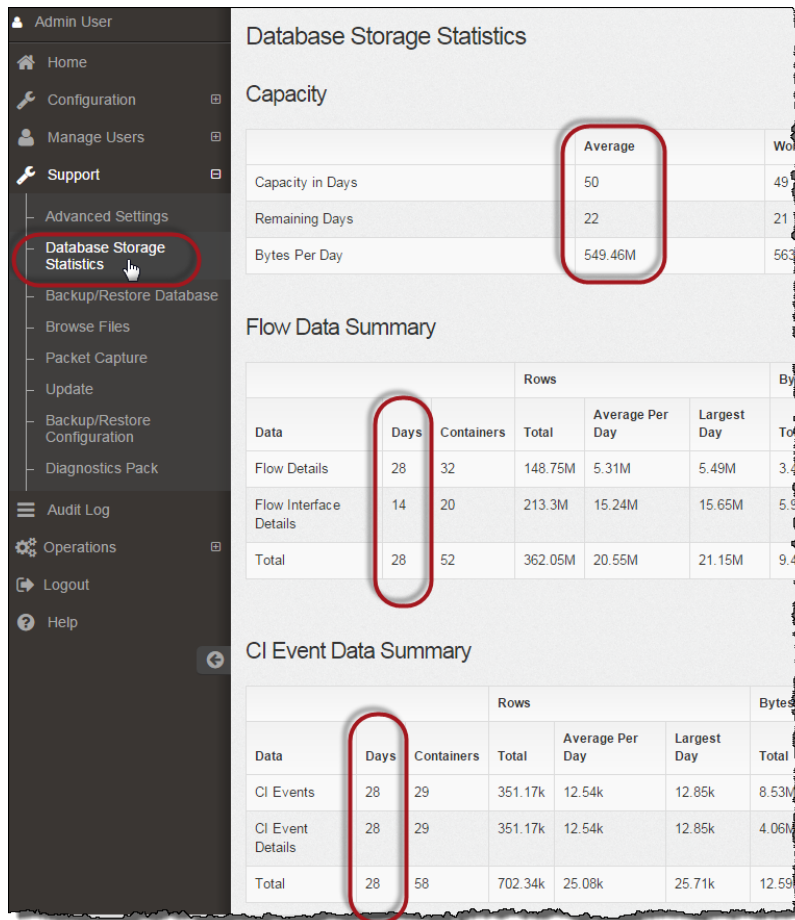 Admin User
Home
Configuration
Manage Users
Support
Advanced Settings
Database Storage
Statistics
Backup/Restore Database
Browse Files
Packet Capture
Update
Backup/Restore
Configuration
Diagnostics Pack
Audit Log
Operations
Logout
Help
Database Storage Statistics
Capacity
Average
Capacity in Days 50 49
Remaining Days 22 21
Bytes Per Day 549.46M 563
Flow Data Summary
Rows
Data Days Containers Total Average Per Day Largest Day
Flow Details 28 32 148.75M 5.31M 5.49M
Flow Interface Details 14 20 213.3M 15.24M 15.65M
Total 28 52 362.05M 20.55M 21.15M
CI Event Data Summary
Rows Bytes
Data Days Containers Total Average Per Day Largest Day Total
CI Events 28 29 351.17k 12.54k 12.85k 8.53M
CI Event Details 28 29 351.17k 12.54k 12.85k 4.06M
Total 28 58 702.34k 25.08k 25.71k 12.59